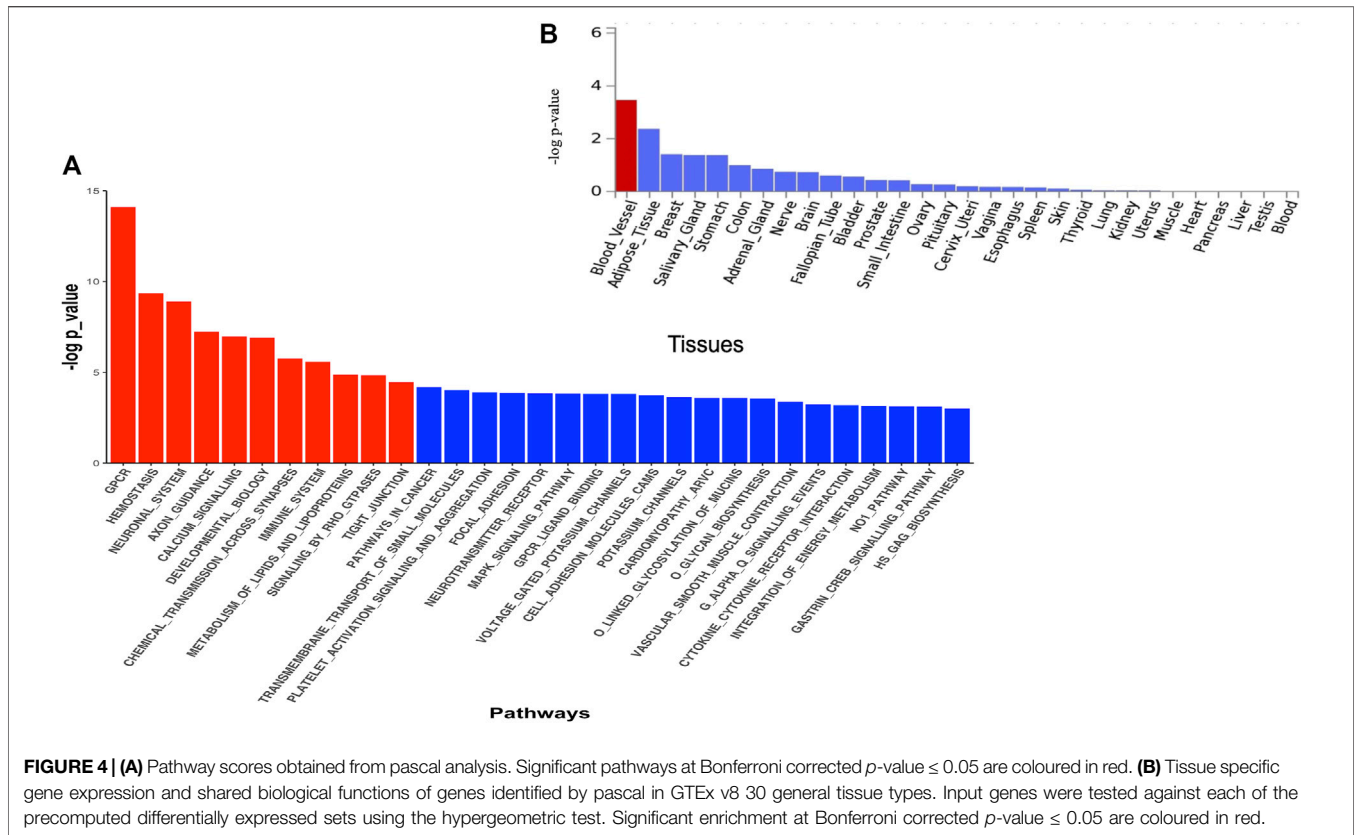 B
6
4
2
0
-log p-value
Blood_Vessel
Adipose_Tissue
Breast
Salivary_Gland
Stomach
Colon
Adrenal_Gland
Nerve
Brain
Fallopian_Tube
Bladder
Prostate
Small_Intestine
Ovary
Pituitary
Cervix_Uteri
Vagina
Esophagus
Spleen
Skin
Thyroid
Lung
Kidney
Uterus
Muscle
Heart
Pancreas
Liver
Testis
Blood
Tissues
A
15
10
5
0
-log p_value
GPCR
HEMOSTASIS
NEURONAL_SYSTEM
AXON_GUIDANCE
CALCIUM_SIGNALLING
DEVELOPMENTAL_BIOLOGY
CHEMICAL_TRANSMISSION_ACROSS_SYNAPSES
IMMUNE_SYSTEM
METABOLISM_OF_LIPIDS_AND_LIPOPROTEINS
SIGNALING_BY_RHO_GTPASES
TIGHT_JUNCTION
PATHWAYS_IN_CANCER
TRANSMEMBRANE_TRANSPORT_OF_SMALL_MOLECULES
PLATELET_ACTIVATION_SIGNALING_AND_AGGREGATION
FOCAL_ADHESION
NEUROTRANSMITTER_RECEPTOR
MAPK_SIGNALING_PATHWAY
GPCR_LIGAND_BINDING
VOLTAGE_GATED_POTASSIUM_CHANNELS
CELL_ADHESION_MOLECULES_CAMS
POTASSIUM_CHANNELS
CARDIOMYOPATHY_ARVC
O_LINKED_GLYCOSYLATION_OF_MUCINS
O_GLYCAN_BIOSYNTHESIS
VASCULAR_SMOOTH_MUSCLE_CONTRACTION
G_ALPHA_Q_SIGNALLING_EVENTS
CYTOKINE_CYTOKINE_RECEPTOR_INTERACTION
INTEGRATION_OF_ENERGY_METABOLISM
NO1_PATHWAY
GASTRIN_CREB_SIGNALLING_PATHWAY
HS_GAG_BIOSYNTHESIS
Pathways
FIGURE 4 | (A) Pathway scores obtained from pascal analysis. Significant pathways at Bonferroni corrected p-value ≤ 0.05 are coloured in red. (B) Tissue specific
gene expression and shared biological functions of genes identified by pascal in GTEx v8 30 general tissue types. Input genes were tested against each of the
precomputed differentially expressed sets using the hypergeometric test. Significant enrichment at Bonferroni corrected p-value ≤ 0.05 are coloured in red.